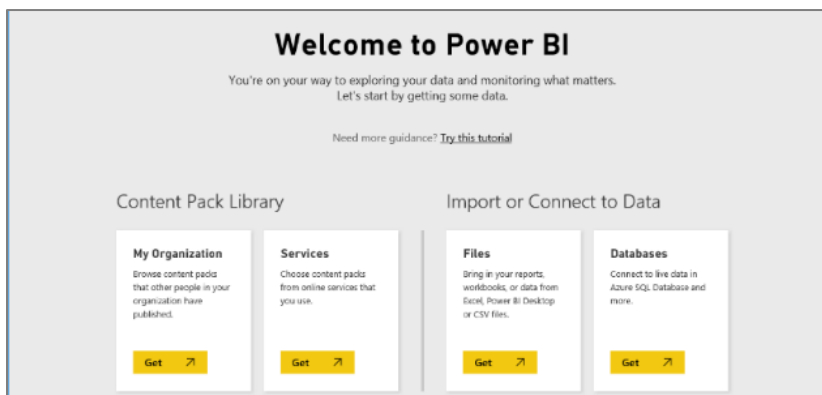 Welcome to Power BI
You're on your way to exploring your data and monitoring what matters.
Let's start by getting some data.
Need more guidance? Try this tutorial
Content Pack Library
My Organization
Browse content packs
that other people in your
organization have
published.
Get
Services
Choose content packs
from online services that
you use.
Get
Import or Connect to Data
Files
Bring in your reports,
workbooks, or data from
Excel, Power BI Desktop
or CSV files.
Get
Databases
Connect to live data in
Azure SQL Database and
more.
Get